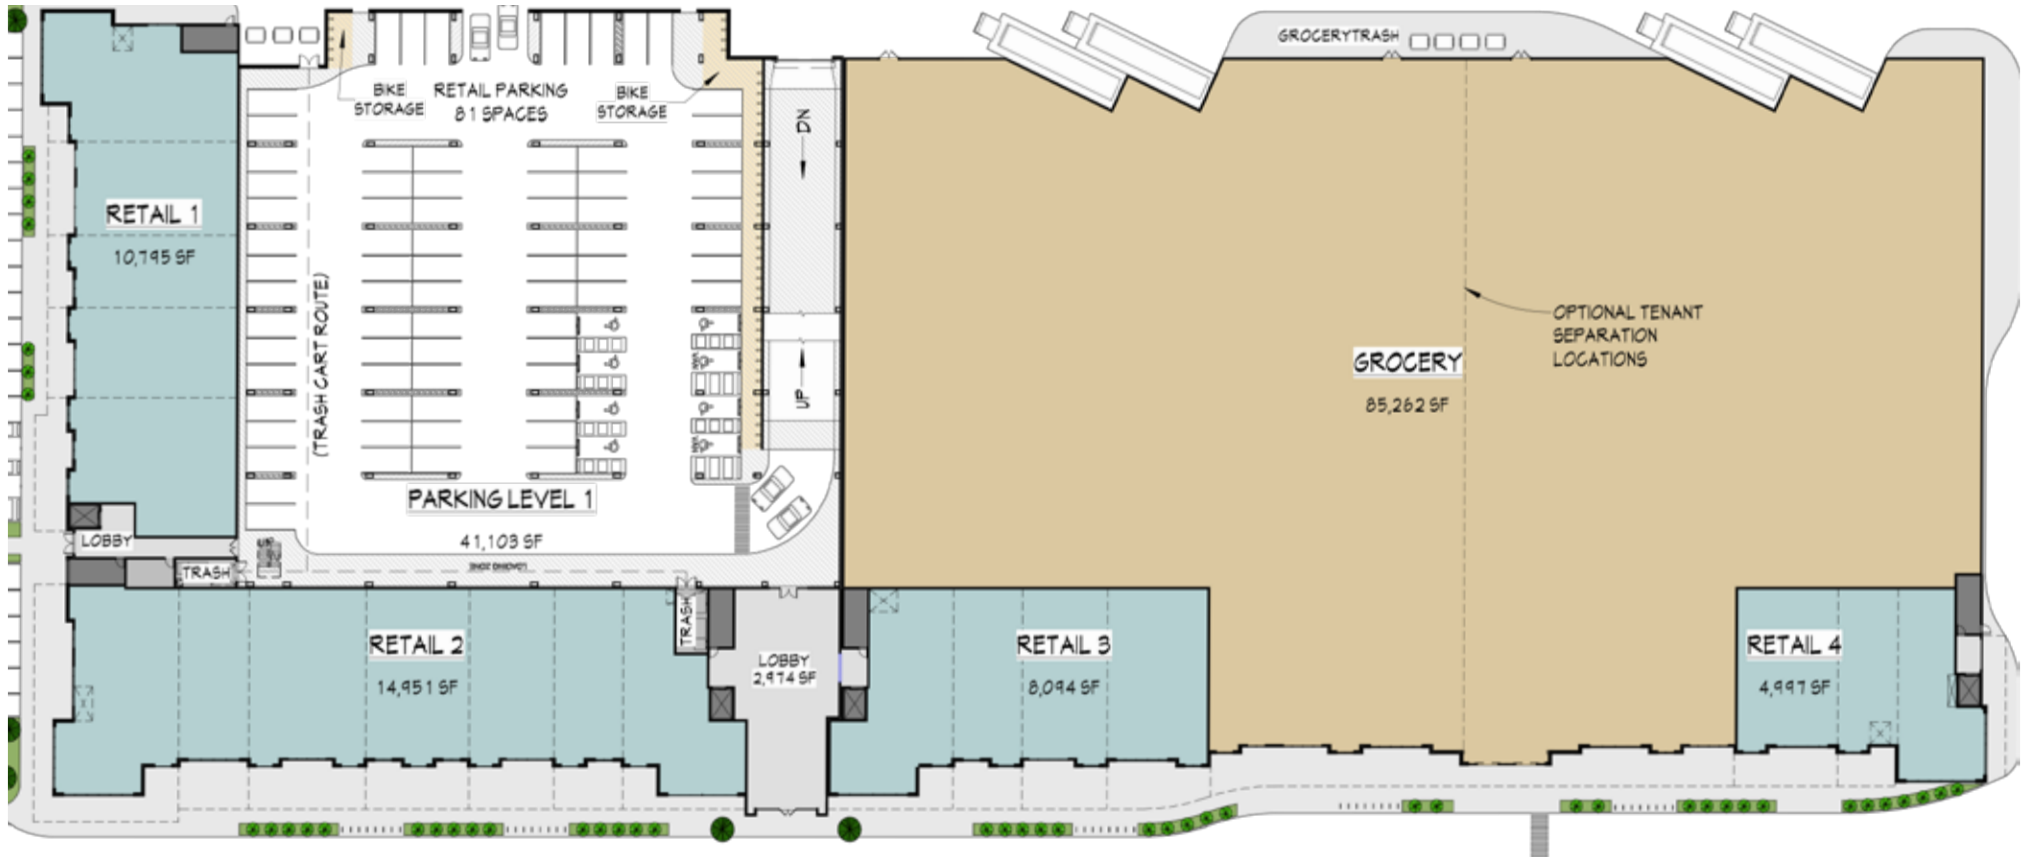 GROCERYTRASH
BIKE
STORAGE
RETAIL PARKING
81 SPACES
BIKE
STORAGE
DN
RETAIL 1
10,795 SF
(TRASH CART ROUTE)
OPTIONAL TENANT
SEPARATION
LOCATIONS
GROCERY
85,262 SF
UP
PARKING LEVEL 1
41,103 SF
LOADING ZONE
LOBBY
TRASH
TRASH
RETAIL 2
14,951 SF
LOBBY
2,974 SF
RETAIL 3
8,094 SF
RETAIL 4
4,997 SF